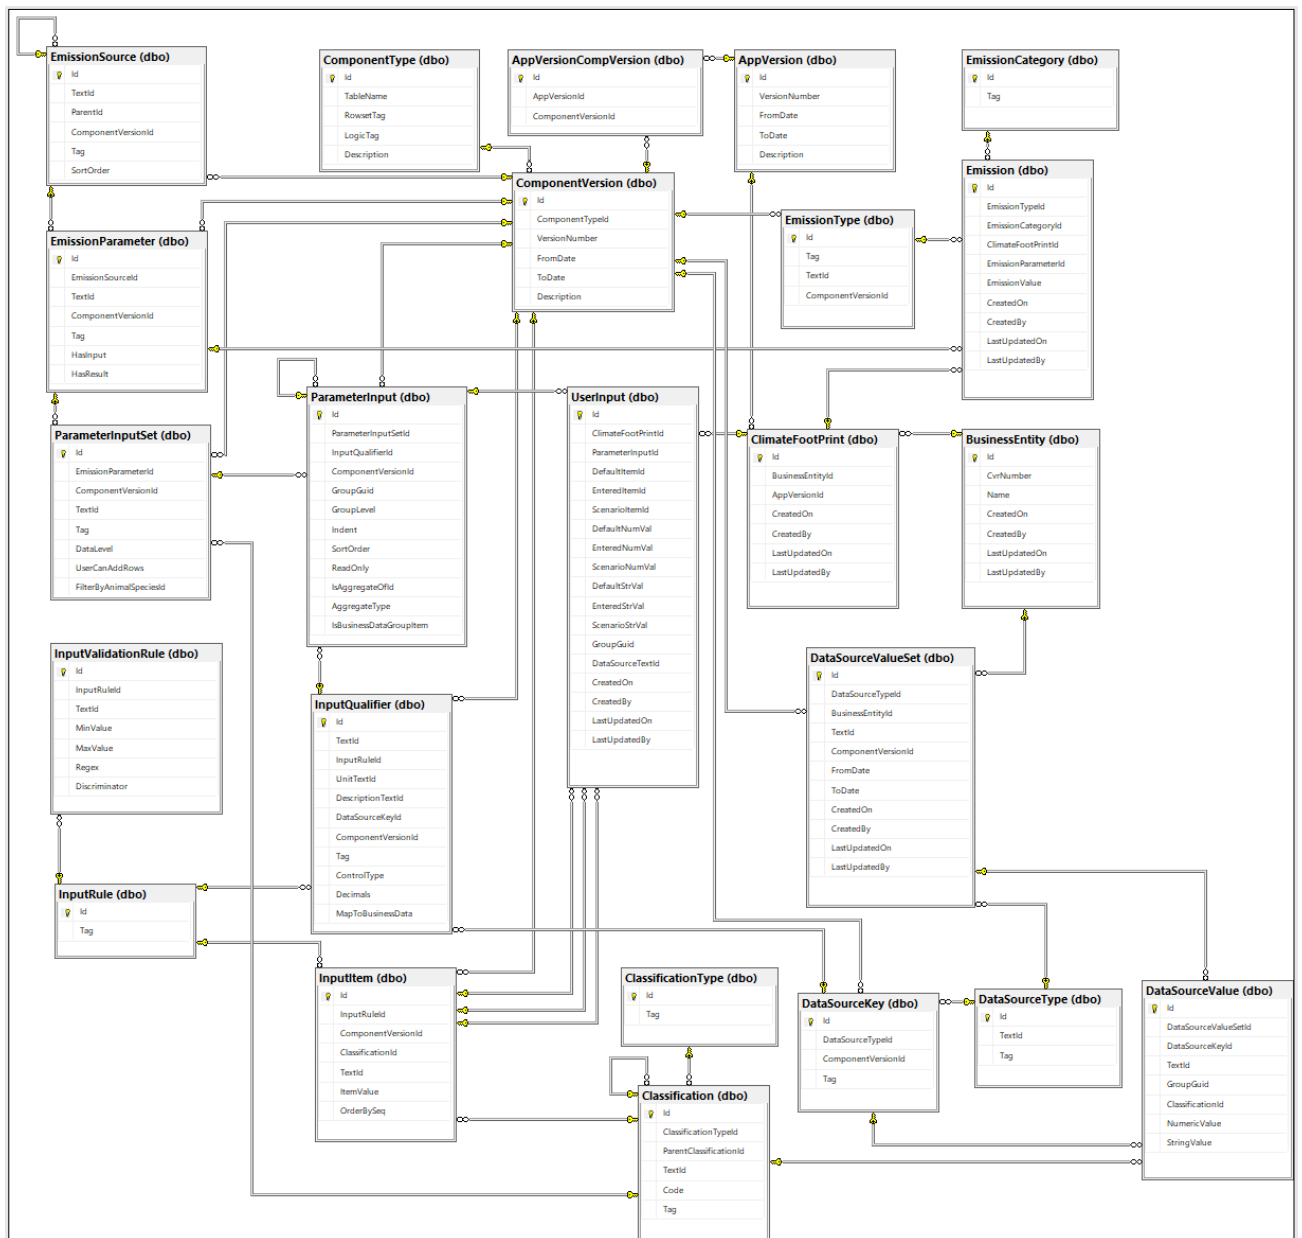 EmissionSource (dbo)
Id
TextId
ParentId
ComponentVersionId
Tag
SortOrder
ComponentType (dbo)
Id
TableName
RowsetTag
LogicTag
Description
AppVersionCompVersion (dbo)
Id
AppVersionId
ComponentVersionId
AppVersion (dbo)
Id
VersionNumber
FromDate
ToDate
Description
EmissionCategory (dbo)
Id
Tag
ComponentVersion (dbo)
Id
ComponentTypeId
VersionNumber
FromDate
ToDate
Description
EmissionType (dbo)
Id
Tag
TextId
ComponentVersionId
Emission (dbo)
Id
EmissionTypeId
EmissionCategoryId
ClimateFootPrintId
EmissionParameterId
EmissionValue
CreatedOn
CreatedBy
LastUpdatedOn
LastUpdatedBy
EmissionParameter (dbo)
Id
EmissionSourceId
TextId
ComponentVersionId
Tag
HasInput
HasResult
ParameterInputSet (dbo)
Id
EmissionParameterId
ComponentVersionId
TextId
Tag
DataLevel
UserCanAddRows
FilterByAnimalSpeciesId
ParameterInput (dbo)
Id
ParameterInputSetId
InputQualifierId
ComponentVersionId
GroupGuid
GroupLevel
Indent
SortOrder
ReadOnly
IsAggregateOfId
AggregateType
IsBusinessDataGroupItem
UserInput (dbo)
Id
ClimateFootPrintId
ParameterInputId
DefaultItemId
EnteredItemId
ScenarioItemId
DefaultNumVal
EnteredNumVal
ScenarioNumVal
DefaultStrVal
EnteredStrVal
ScenarioStrVal
GroupGuid
DataSourceTextId
CreatedOn
CreatedBy
LastUpdatedOn
LastUpdatedBy
ClimateFootPrint (dbo)
Id
BusinessEntityId
AppVersionId
CreatedOn
CreatedBy
LastUpdatedOn
LastUpdatedBy
BusinessEntity (dbo)
Id
CvrNumber
Name
CreatedOn
CreatedBy
LastUpdatedOn
LastUpdatedBy
InputValidationRule (dbo)
Id
InputRuleId
TextId
MinValue
MaxValue
Regex
Discriminator
InputQualifier (dbo)
Id
TextId
InputRuleId
UnitTextId
DescriptionTextId
DataSourceKeyId
ComponentVersionId
Tag
ControlType
Decimals
MapToBusinessData
DataSourceValueSet (dbo)
Id
DataSourceTypeId
BusinessEntityId
TextId
ComponentVersionId
FromDate
ToDate
CreatedOn
CreatedBy
LastUpdatedOn
LastUpdatedBy
InputRule (dbo)
Id
Tag
InputItem (dbo)
Id
InputRuleId
ComponentVersionId
ClassificationId
TextId
ItemValue
OrderBySeq
ClassificationType (dbo)
Id
Tag
DataSourceKey (dbo)
Id
DataSourceTypeId
ComponentVersionId
Tag
DataSourceType (dbo)
Id
TextId
Tag
DataSourceValue (dbo)
Id
DataSourceValueSetId
DataSourceKeyId
TextId
GroupGuid
ClassificationId
NumericValue
StringValue
Classification (dbo)
Id
ClassificationTypeId
ParentClassificationId
TextId
Code
Tag